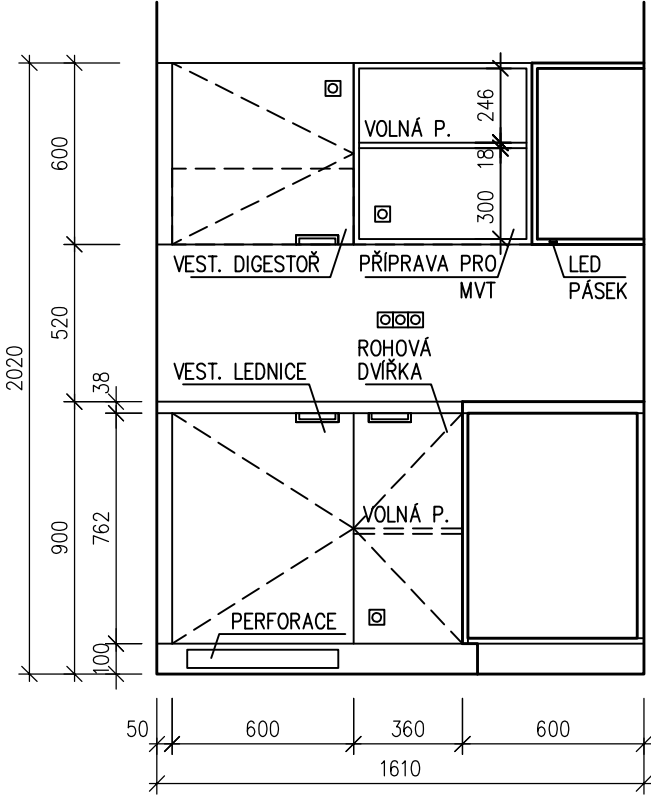 246
VOLNÁ P.
600
18
300
VEST. DIGESTOŘ
PŘÍPRAVA PRO
MVT
LED
PÁSEK
520
2020
ROHOVÁ
DVÍŘKA
VEST. LEDNICE
38
VOLNÁ P.
900
762
PERFORACE
100
50
600
360
600
1610